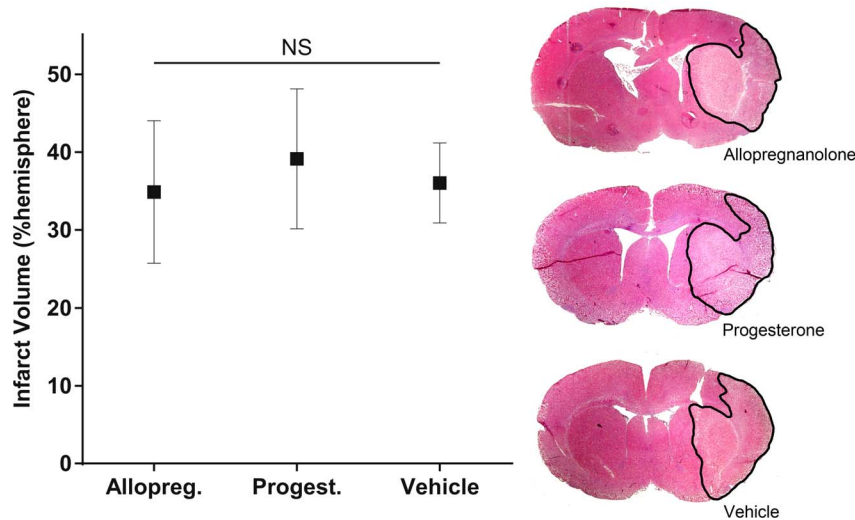 NS
Infarct Volume (%hemisphere)
50
40
30
20
10
0
Allopreg. Progest. Vehicle
Allopregnanolone
Progesterone
Vehicle